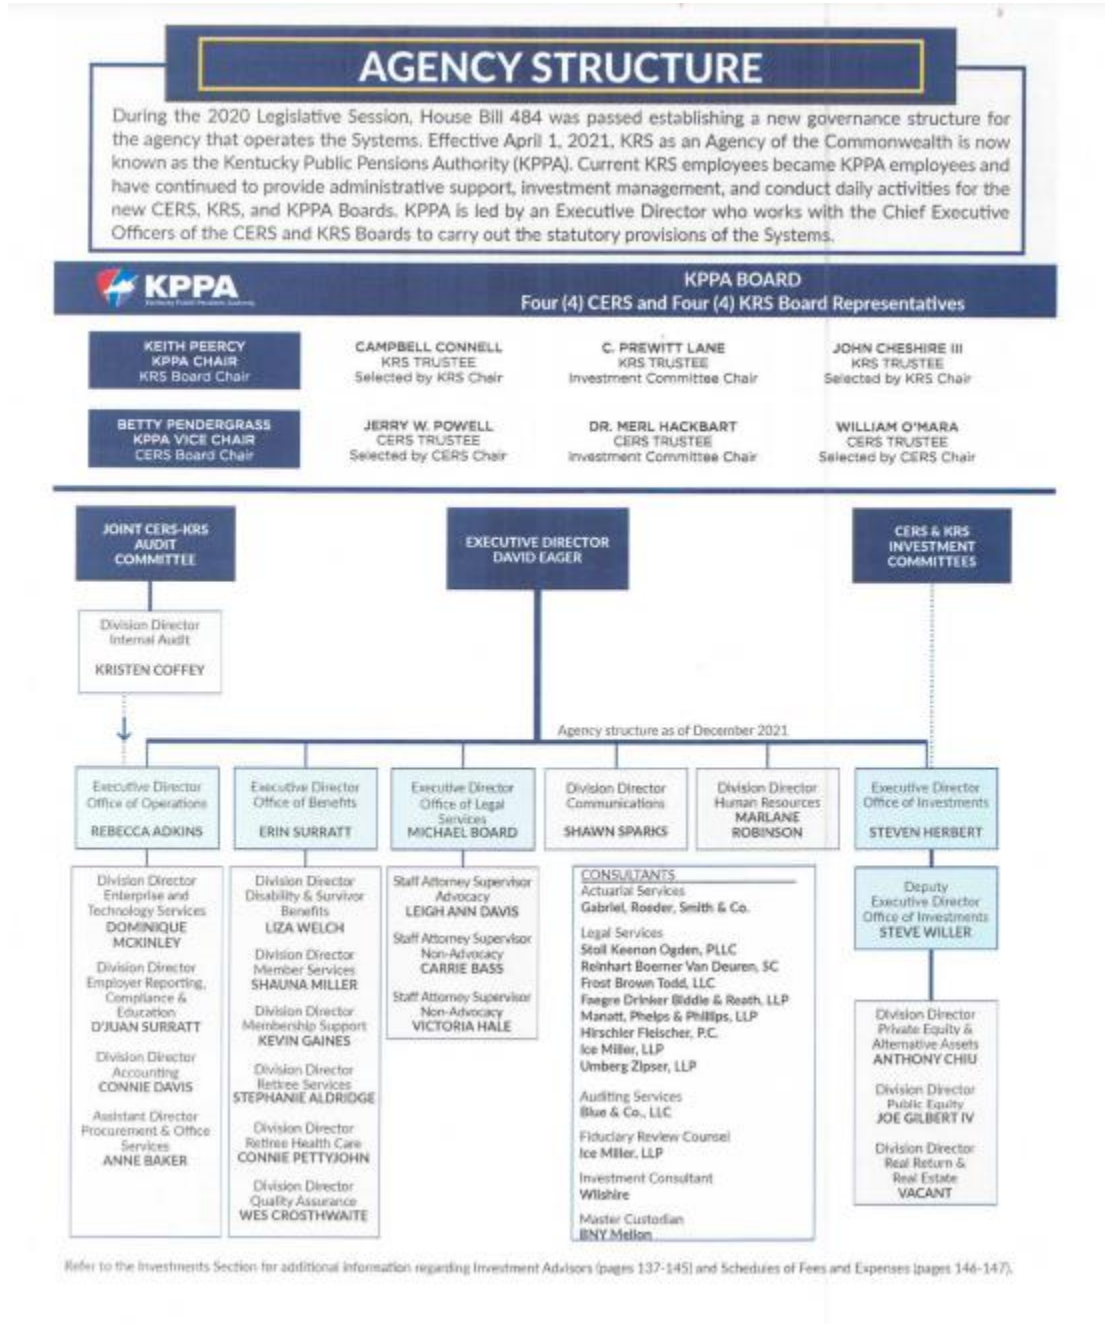 AGENCY STRUCTURE
During the 2020 Legislative Session, House Bill 484 was passed establishing a new governance structure for
the agency that operates the Systems. Effective April 1, 2021, KRS as an Agency of the Commonwealth is now
known as the Kentucky Public Pensions Authority (KPPA). Current KRS employees became KPPA employees and
have continued to provide administrative support, investment management, and conduct daily activities for the
new CERS, KRS, and KPPA Boards. KPPA is led by an Executive Director who works with the Chief Executive
Officers of the CERS and KRS Boards to carry out the statutory provisions of the Systems.
KPPA
Kentucky Public Pensions Authority
KPPA BOARD
Four (4) CERS and Four (4) KRS Board Representatives
KEITH PEERCY
KPPA CHAIR
KRS Board Chair
CAMPBELL CONNELL
KRS TRUSTEE
Selected by KRS Chair
C. PREWITT LANE
KRS TRUSTEE
Investment Committee Chair
JOHN CHESHIRE III
KRS TRUSTEE
Selected by KRS Chair
BETTY PENDERGRASS
KPPA VICE CHAIR
CERS Board Chair
JERRY W. POWELL
CERS TRUSTEE
Selected by CERS Chair
DR. MERL HACKBART
CERS TRUSTEE
Investment Committee Chair
WILLIAM O'MARA
CERS TRUSTEE
Selected by CERS Chair
JOINT CERS-KRS
AUDIT
COMMITTEE
EXECUTIVE DIRECTOR
DAVID EAGER
CERS & KRS
INVESTMENT
COMMITTEES
Division Director
Internal Audit
KRISTEN COFFEY
Agency structure as of December 2021
Executive Director
Office of Operations
REBECCA ADKINS
Executive Director
Office of Benefits
ERIN SURRATT
Executive Director
Office of Legal
Services
MICHAEL BOARD
Division Director
Communications
SHAWN SPARKS
Division Director
Human Resources
MARLANE
ROBINSON
Executive Director
Office of Investments
STEVEN HERBERT
Division Director
Enterprise and
Technology Services
DOMINIQUE
MCKINLEY
Division Director
Employer Reporting,
Compliance &
Education
D'JUAN SURRATT
Division Director
Accounting
CONNIE DAVIS
Assistant Director
Procurement & Office
Services
ANNE BAKER
Division Director
Disability & Survivor
Benefits
LIZA WELCH
Division Director
Member Services
SHAUNA MILLER
Division Director
Membership Support
KEVIN GAINES
Division Director
Retiree Services
STEPHANIE ALDRIDGE
Division Director
Retiree Health Care
CONNIE PETTYJOHN
Division Director
Quality Assurance
WES CROSTHWAITE
Staff Attorney Supervisor
Advocacy
LEIGH ANN DAVIS
Staff Attorney Supervisor
Non-Advocacy
CARRIE BASS
Staff Attorney Supervisor
Non-Advocacy
VICTORIA HALE
CONSULTANTS
Actuarial Services
Gabriel, Roeder, Smith & Co.
Legal Services
Stoll Keenon Ogden, PLLC
Reinhart Boerner Van Deuren, SC
Frost Brown Todd, LLC
Faegre Drinker Biddle & Reath, LLP
Manatt, Phelps & Phillips, LLP
Hirschler Fleischer, P.C.
Ice Miller, LLP
Umberg Zipser, LLP
Auditing Services
Blue & Co., LLC
Fiduciary Review Counsel
Ice Miller, LLP
Investment Consultant
Wilshire
Master Custodian
BNY Mellon
Deputy
Executive Director
Office of Investments
STEVE WILLER
Division Director
Private Equity &
Alternative Assets
ANTHONY CHIU
Division Director
Public Equity
JOE GILBERT IV
Division Director
Real Return &
Real Estate
VACANT
Refer to the Investments Section for additional information regarding Investment Advisors (pages 137-145) and Schedules of Fees and Expenses (pages 146-147).